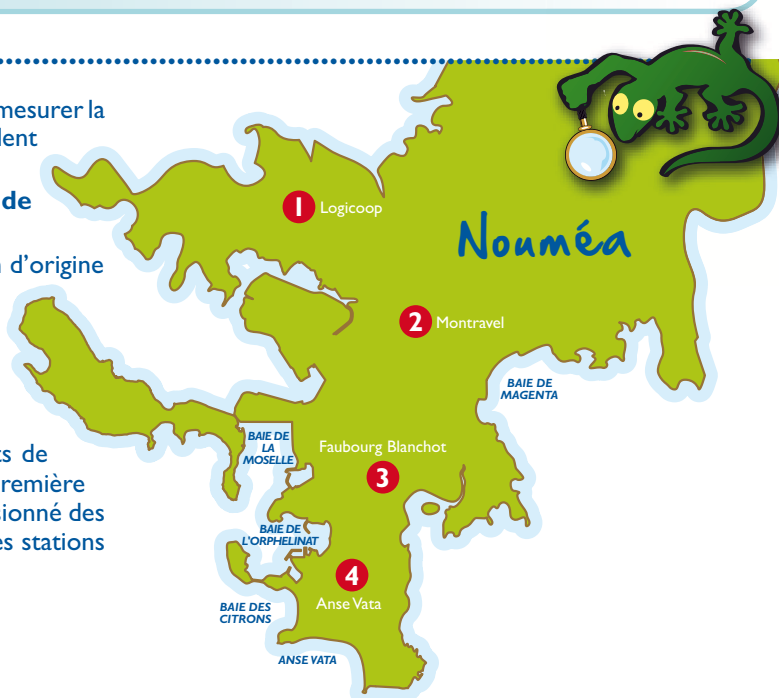 mesurer la
dent
de
d'origine
ts de
remière
sionné des
es stations
Nouméa
1 Logicoop
2 Montravel
BAIE DE
MAGENTA
BAIE DE
LA
MOSELLE
Faubourg Blanchot
3
BAIE DE
L'ORPHELINAT
4
Anse Vata
BAIE DES
CITRONS
ANSE VATA